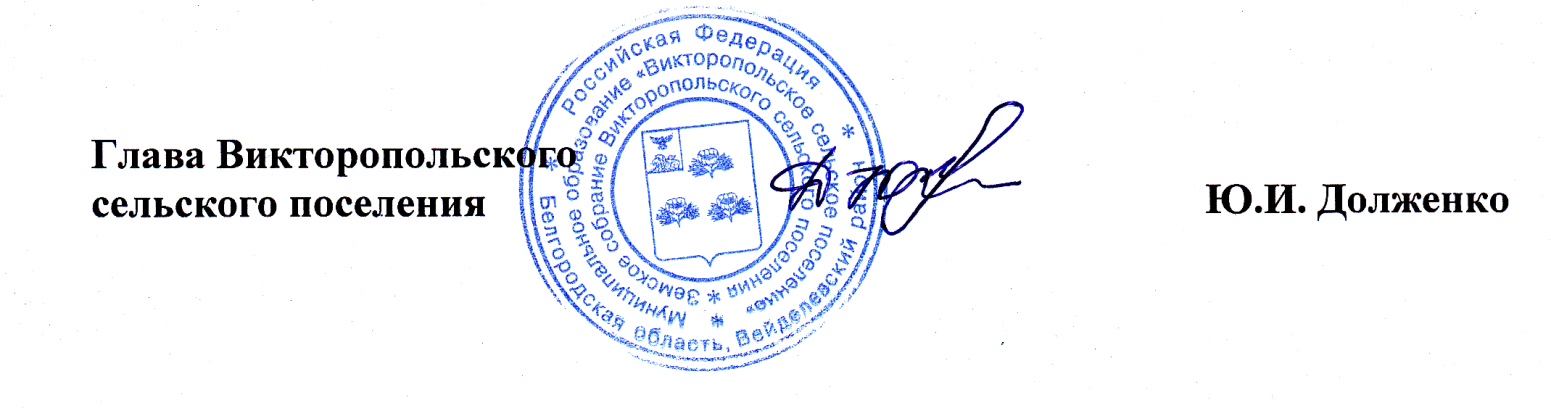 Глава Викторопольского
сельского поселения
Ю.И. Долженко
Российская Федерация * Белгородская область, Вейделевский район *
Муниципальное образование «Викторопольское сельское поселение» *
Земское собрание Викторопольского сельского поселения *